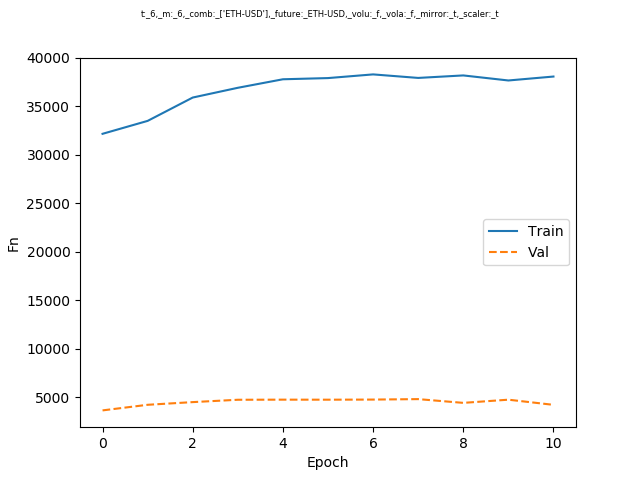 t:_6,_m:_6,_comb:_['ETH-USD'],_future:_ETH-USD,_volu:_f,_vola:_f,_mirror:_t,_scaler:_t
40000
35000
30000
25000
20000
15000
10000
5000
Fn
Train
Val
0 2 4 6 8 10
Epoch